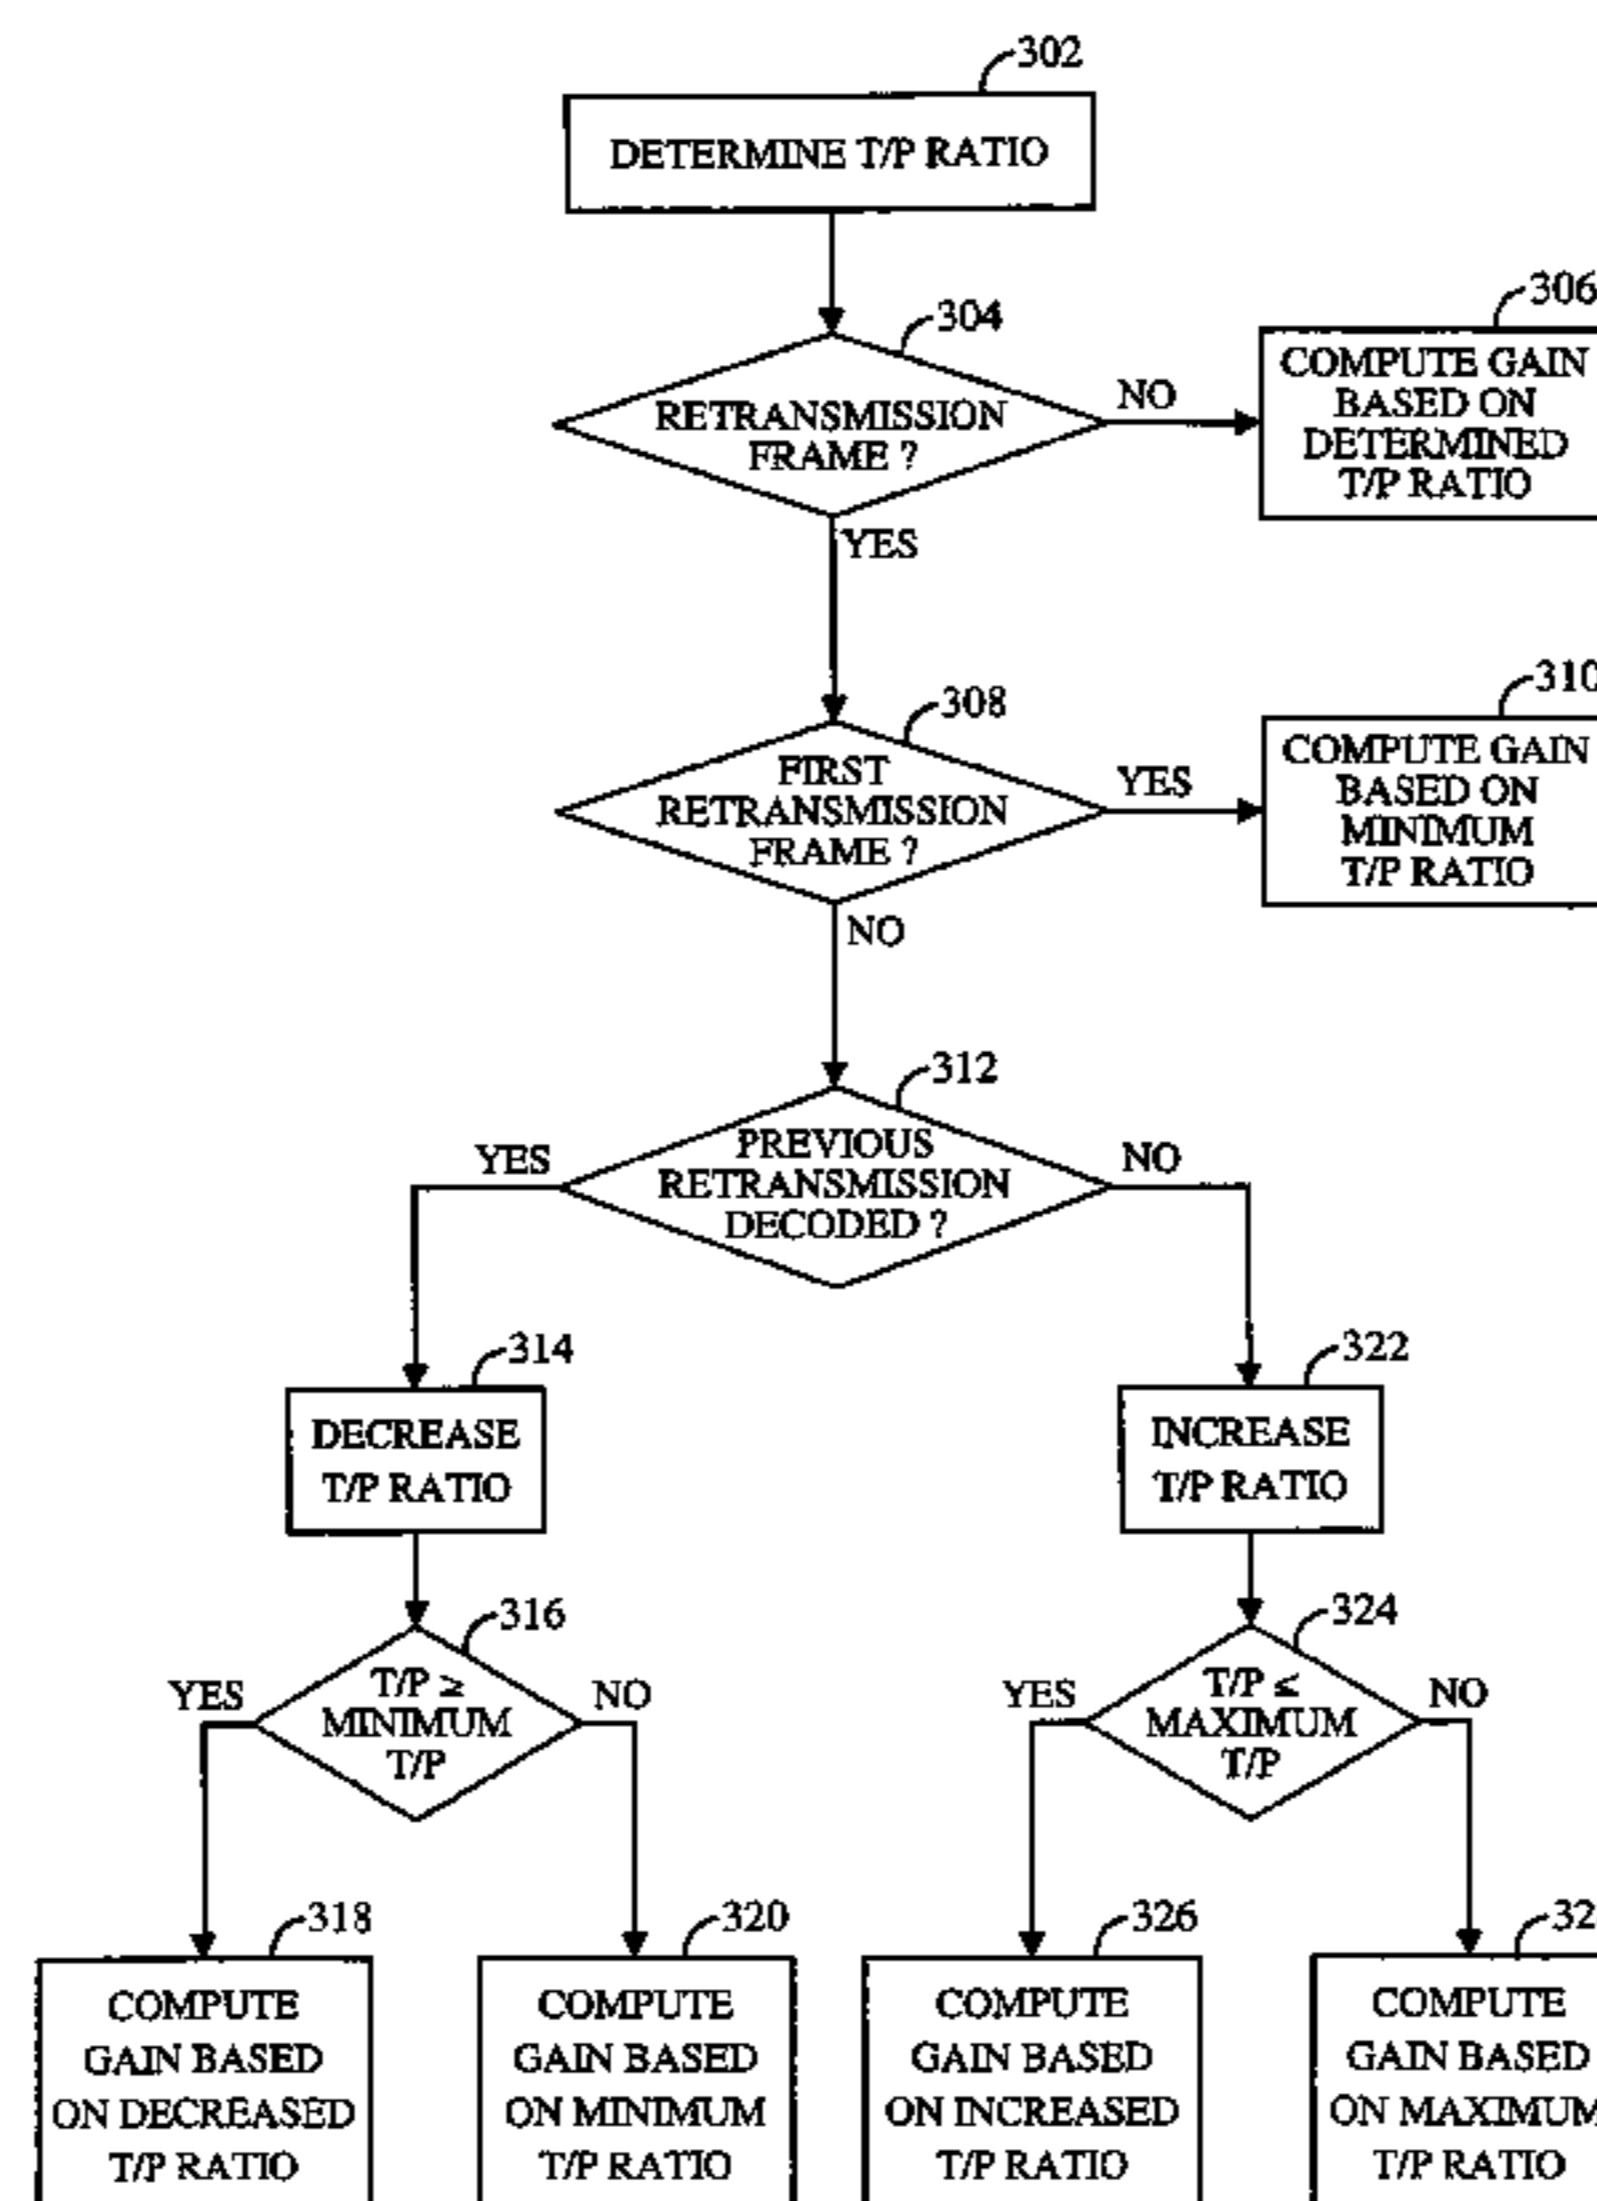 302
DETERMINE T/P RATIO
304
RETRANSMISSION
FRAME ?
NO
YES
306
COMPUTE GAIN
BASED ON
DETERMINED
T/P RATIO
308
FIRST
RETRANSMISSION
FRAME ?
YES
NO
310
COMPUTE GAIN
BASED ON
MINIMUM
T/P RATIO
312
PREVIOUS
RETRANSMISSION
DECODED ?
YES
NO
314
DECREASE
T/P RATIO
322
INCREASE
T/P RATIO
316
T/P ≥
MINIMUM
T/P
YES
NO
324
T/P ≤
MAXIMUM
T/P
YES
NO
318
COMPUTE
GAIN BASED
ON DECREASED
T/P RATIO
320
COMPUTE
GAIN BASED
ON MINIMUM
T/P RATIO
326
COMPUTE
GAIN BASED
ON INCREASED
T/P RATIO
COMPUTE
GAIN BASED
ON MAXIMUM
T/P RATIO